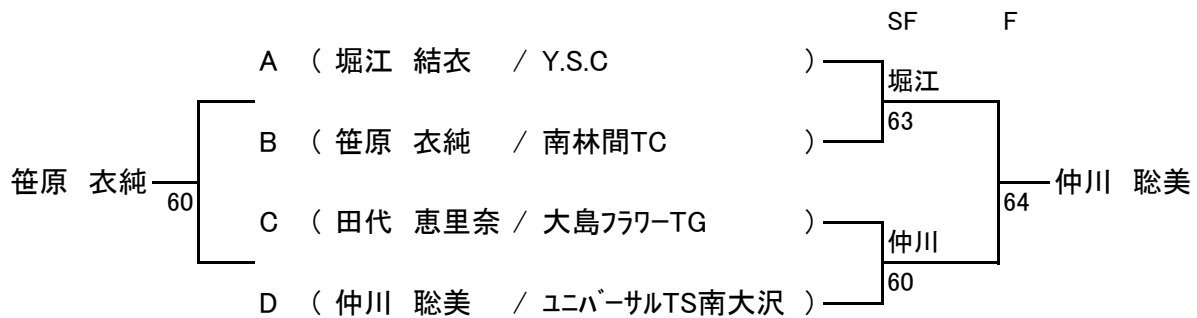 SF F
A ( 堀江 結衣 / Y.S.C )
堀江
63
B ( 笹原 衣純 / 南林間TC )
笹原 衣純
60
仲川 聡美
64
C ( 田代 恵里奈 / 大島フラワーTG )
仲川
60
D ( 仲川 聡美 / ユニバーサルTS南大沢 )